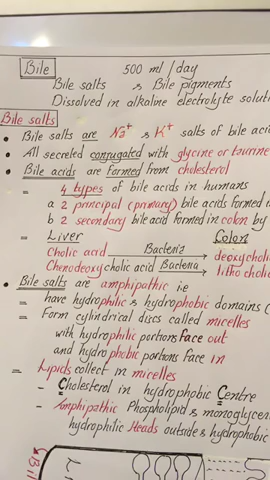 Bile 500 ml / day
Bile salts & Bile pigments
Dissolved in alkaline electrolyte
Bile salts
• Bile salts are Na+ & K+ salts of bile
• All secreted conjugated with glycine or taurine
• Bile acids are formed from cholesterol
= 4 types of bile acids in humans
a 2 principal (primary) bile acids formed
b 2 secondary bile acid formed in colon by
= Liver Colon
Cholic acid Bacteria
Chenodeoxycholic acid Bacteria
• Bile salts are amphipathic i.e
= have hydrophilic & hydrophobic domains
= Form cylindrical discs called micelles
with hydrophilic portions Face out
and hydrophobic portions Face in
= Lipids collect in micelles
- Cholesterol in hydrophobic Centre
- Amphipathic Phospholipid &
hydrophilic Heads outside & hydrophobic